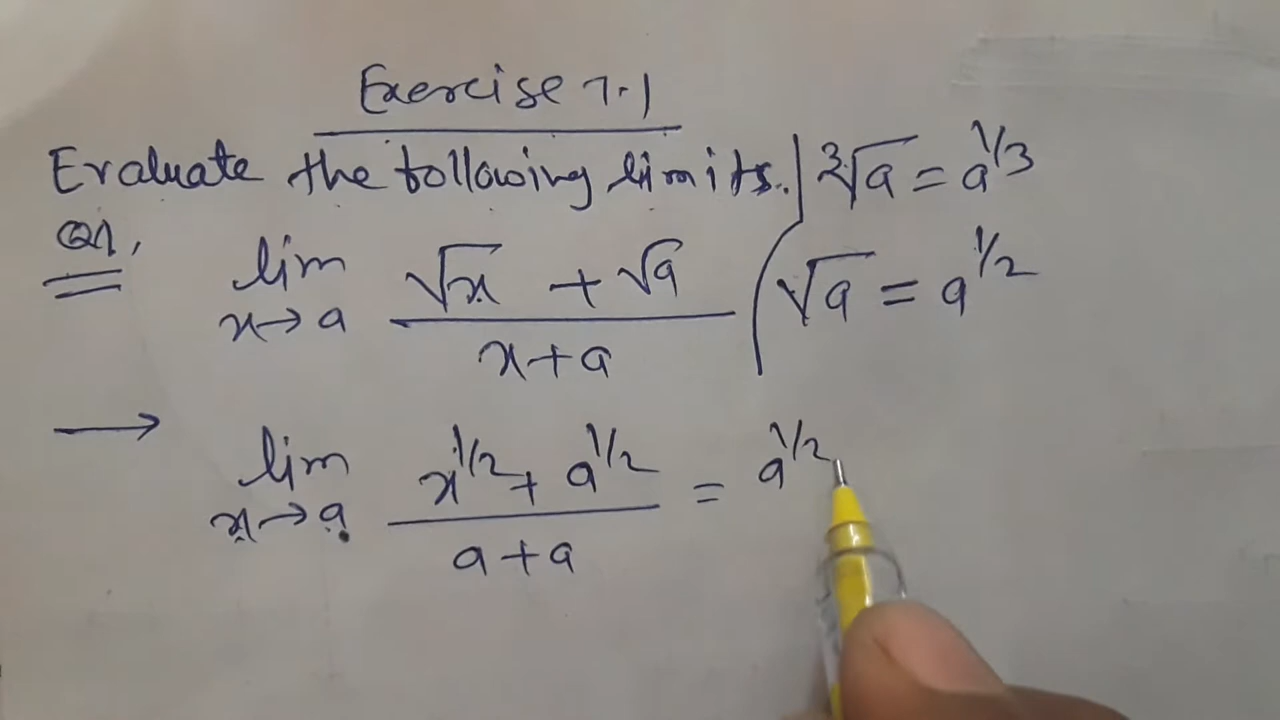 Exercise 7.1
Evaluate the following limits. | ³√a = a^1/3
Q1,
lim x→a (√x + √a)/(x+a)
√a = a^1/2
→ lim x→a (x^1/2 + a^1/2)/(a+a) = a^1/2